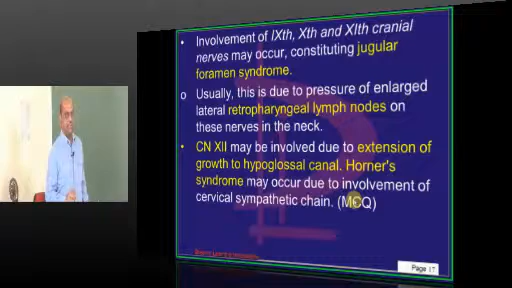 • Involvement of IXth, Xth and XIth cranial
nerves may occur, constituting jugular
foramen syndrome.
o Usually, this is due to pressure of enlarged
lateral retropharyngeal lymph nodes on
these nerves in the neck.
• CN XII may be involved due to extension of
growth to hypoglossal canal. Horner's
syndrome may occur due to involvement of
cervical sympathetic chain. (MCQ)
Page 17